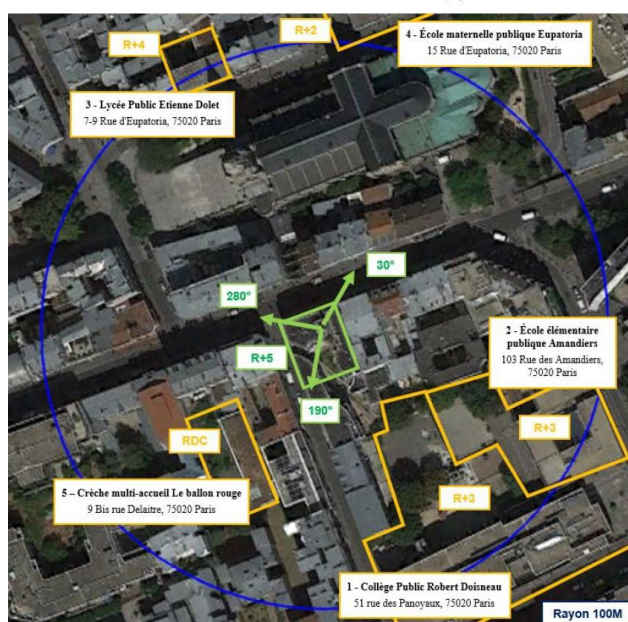 R+4
R+2
4 - École maternelle publique Eupatoria
15 Rue d'Eupatoria, 75020 Paris
3 - Lycée Public Etienne Dolet
7-9 Rue d'Eupatoria, 75020 Paris
30°
280°
R+5
2 - École élémentaire
publique Amandiers
103 Rue des Amandiers,
75020 Paris
190°
RDC
R+3
R+3
5 – Crèche multi-accueil Le ballon rouge
9 Bis rue Delaitre, 75020 Paris
1 - Collège Public Robert Doisneau
51 rue des Panoyaux, 75020 Paris
Rayon 100M